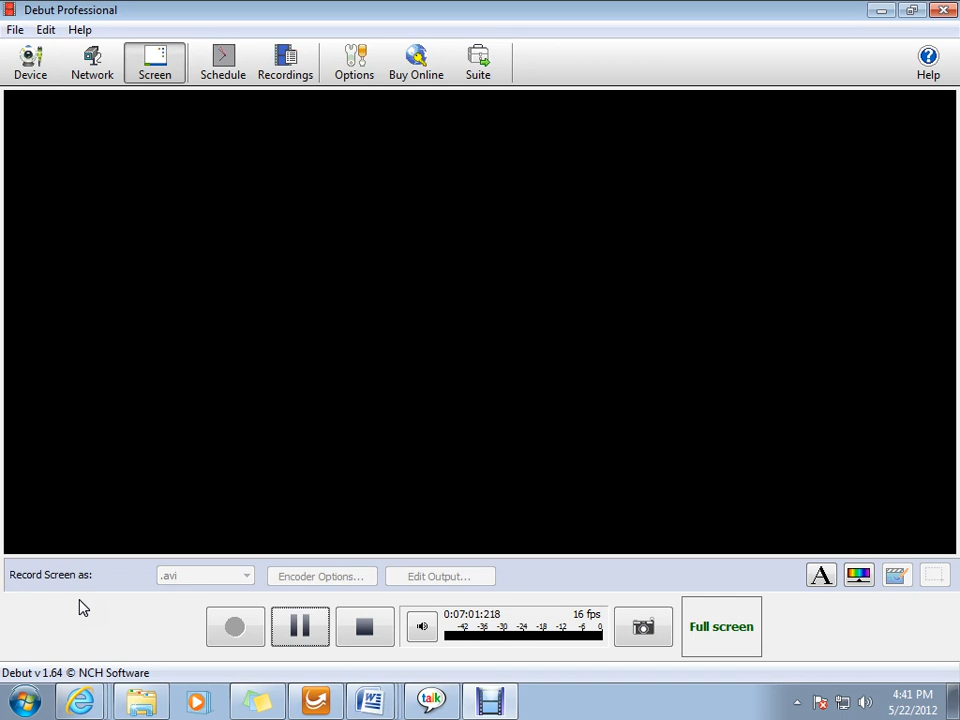 Debut Professional
File Edit Help
Device Network Screen Schedule Recordings Options Buy Online Suite Help
Record Screen as: .avi Encoder Options... Edit Output... A
0:07:01:218 16 fps
-42 -36 -30 -24 -18 -12 -6 0
Full screen
Debut v 1.64 © NCH Software
talk
4:41 PM
5/22/2012